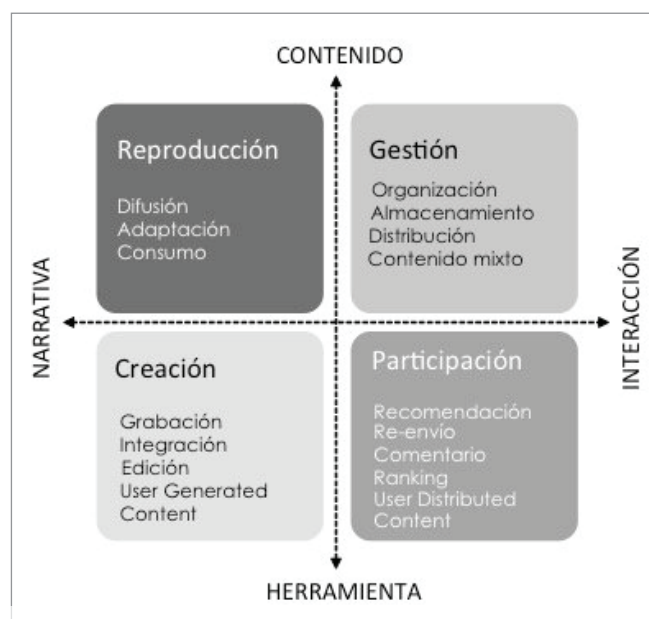 CONTENIDO
Reproducción
Difusión
Adaptación
Consumo
Gestión
Organización
Almacenamiento
Distribución
Contenido mixto
NARRATIVA
INTERACCIÓN
Creación
Grabación
Integración
Edición
User Generated
Content
Participación
Recomendación
Re-envío
Comentario
Ranking
User Distributed
Content
HERRAMIENTA